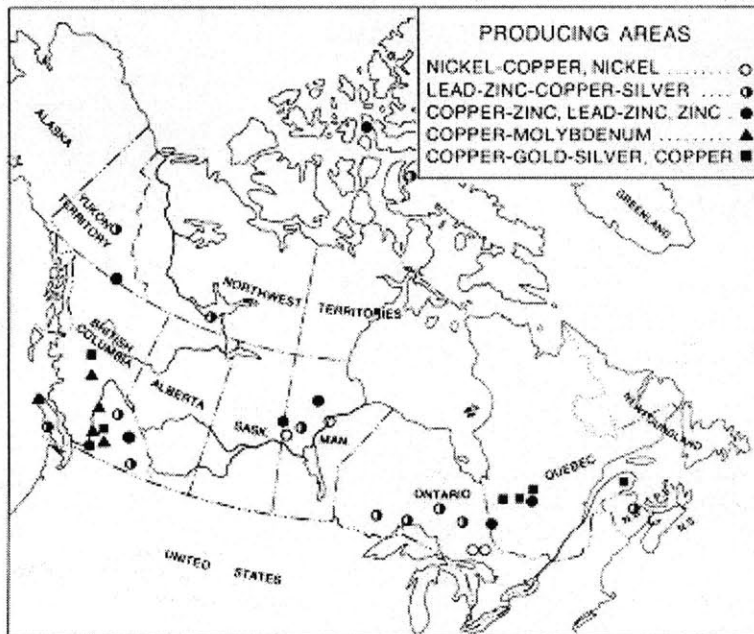 PRODUCING AREAS
NICKEL-COPPER, NICKEL ........ ○
LEAD-ZINC-COPPER-SILVER ...... ◑
COPPER-ZINC, LEAD-ZINC, ZINC . ●
COPPER-MOLYBDENUM ........ ▲
COPPER-GOLD-SILVER, COPPER ■
ALASKA
GREENLAND
YUKON
TERRITORY
NORTHWEST TERRITORIES
BRITISH
COLUMBIA
ALBERTA
SASK.
MAN.
NEWFOUNDLAND
QUEBEC
ONTARIO
N.S.
UNITED STATES